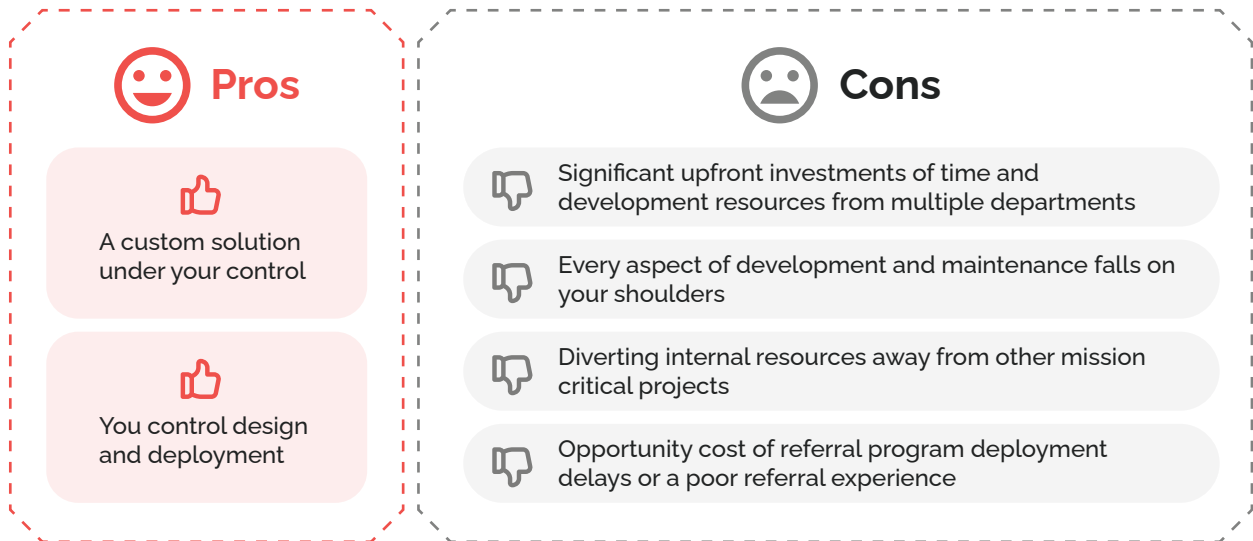 Pros
A custom solution
under your control
You control design
and deployment
Cons
Significant upfront investments of time and
development resources from multiple departments
Every aspect of development and maintenance falls on
your shoulders
Diverting internal resources away from other mission
critical projects
Opportunity cost of referral program deployment
delays or a poor referral experience